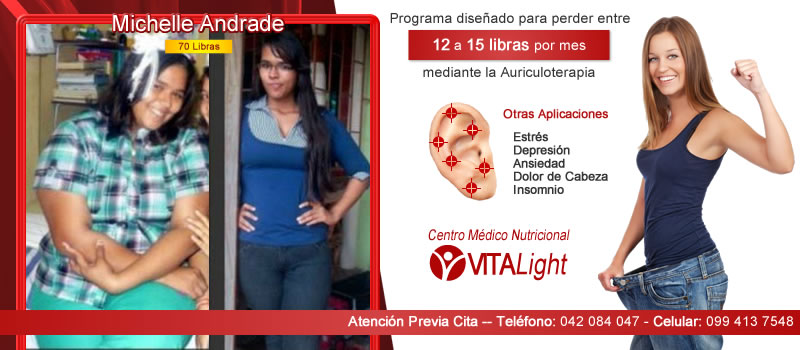 Michelle Andrade
70 Libras
Programa diseñado para perder entre
12 a 15 libras por mes
mediante la Auriculoterapia
Otras Aplicaciones
Estrés
Depresión
Ansiedad
Dolor de Cabeza
Insomnio
Centro Médico Nutricional
VITALight
Atención Previa Cita -- Teléfono: 042 084 047 - Celular: 099 413 7548